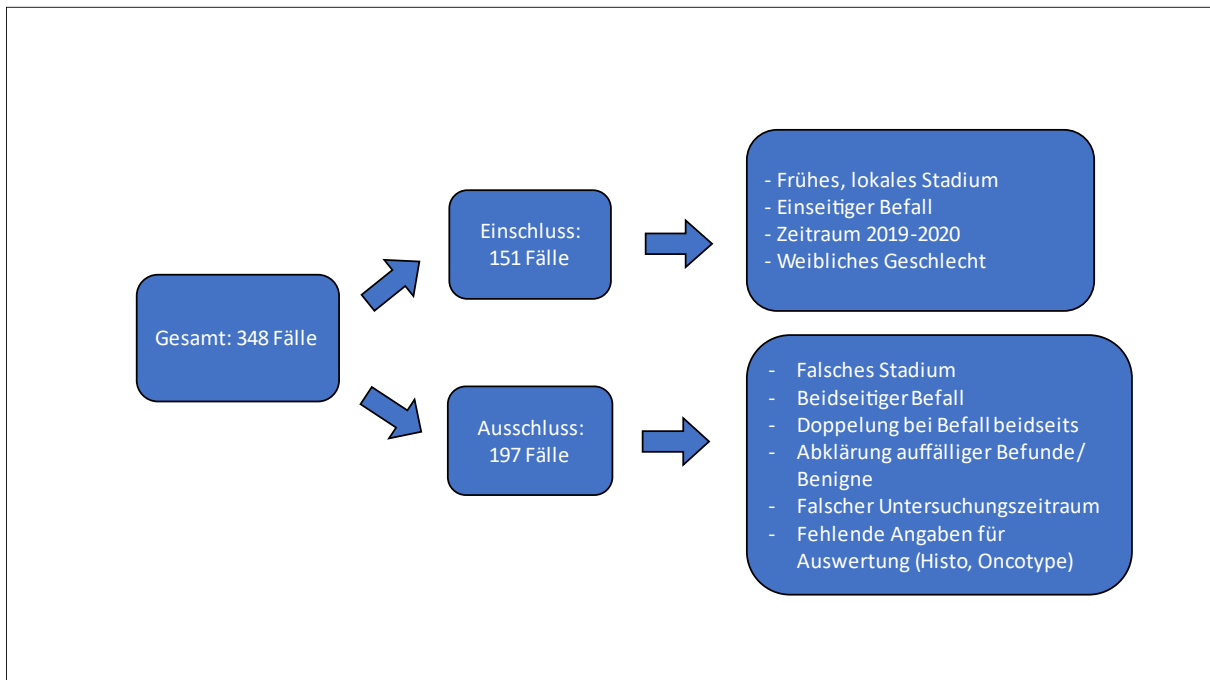 Gesamt: 348 Fälle
Einschluss:
151 Fälle
- Frühes, lokales Stadium
- Einseitiger Befall
- Zeitraum 2019-2020
- Weibliches Geschlecht
Ausschluss:
197 Fälle
- Falsches Stadium
- Beidseitiger Befall
- Doppelung bei Befall beidseits
- Abklärung auffälliger Befunde/
Benigne
- Falscher Untersuchungszeitraum
- Fehlende Angaben für
Auswertung (Histo, Oncotype)